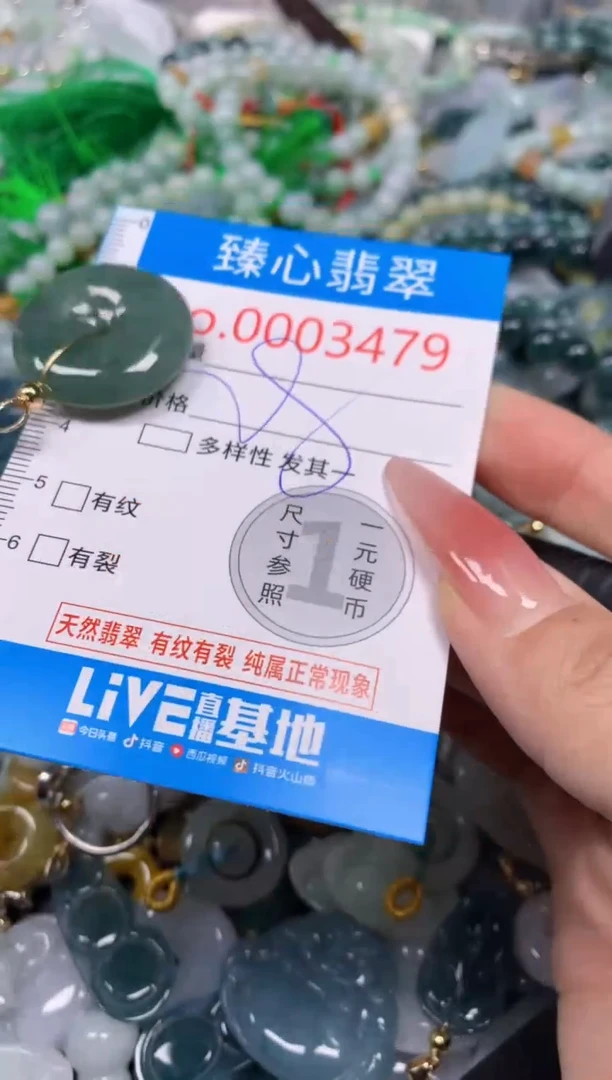 0
臻心翡翠
o.0003479
价格
8
4
多样性 发其一
5
有纹
尺寸参照
一元硬币
1
6
有裂
天然翡翠 有纹有裂 纯属正常现象
LiVE直播基地
今日头条 抖音 西瓜视频 抖音火山版